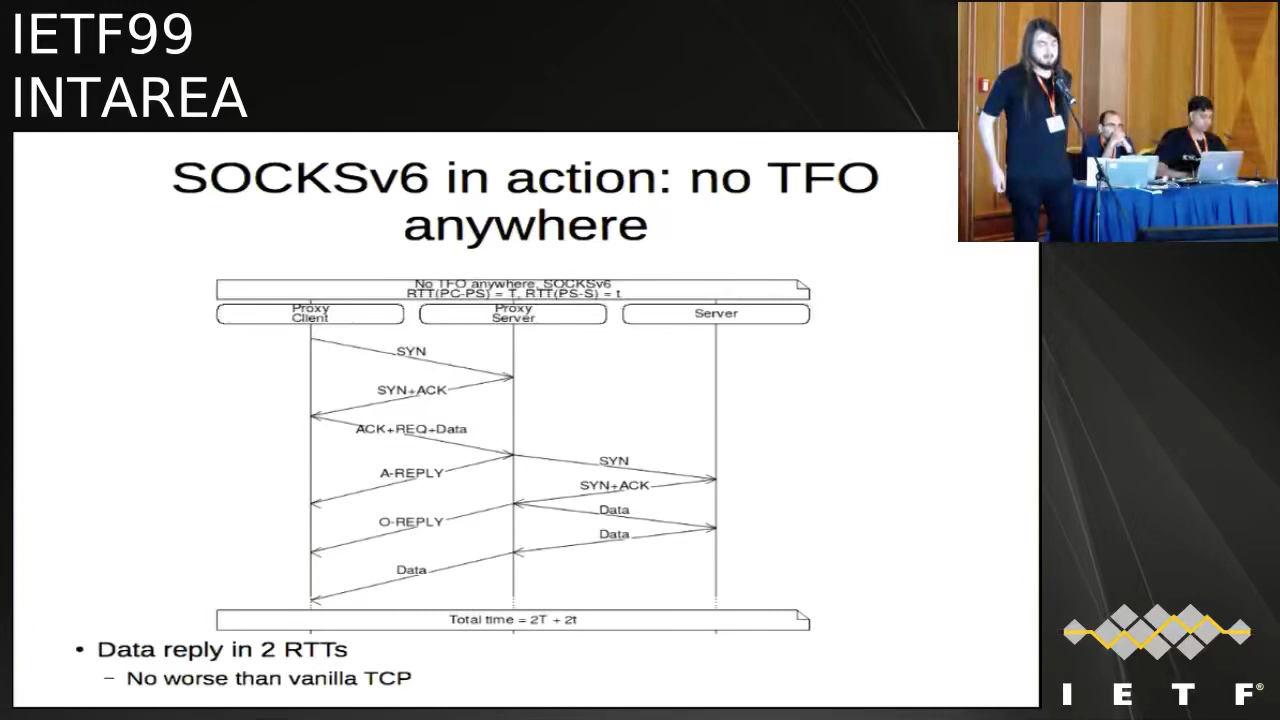 IETF99
INTAREA
SOCKSv6 in action: no TFO
anywhere
No TFO anywhere, SOCKSv6
RTT(PC-PS) = T, RTT(PS-S) = t
Proxy
Client
Proxy
Server
Server
SYN
SYN+ACK
ACK+REQ+Data
SYN
A-REPLY
SYN+ACK
Data
O-REPLY
Data
Data
Total time = 2T + 2t
• Data reply in 2 RTTs
– No worse than vanilla TCP
I E T F®